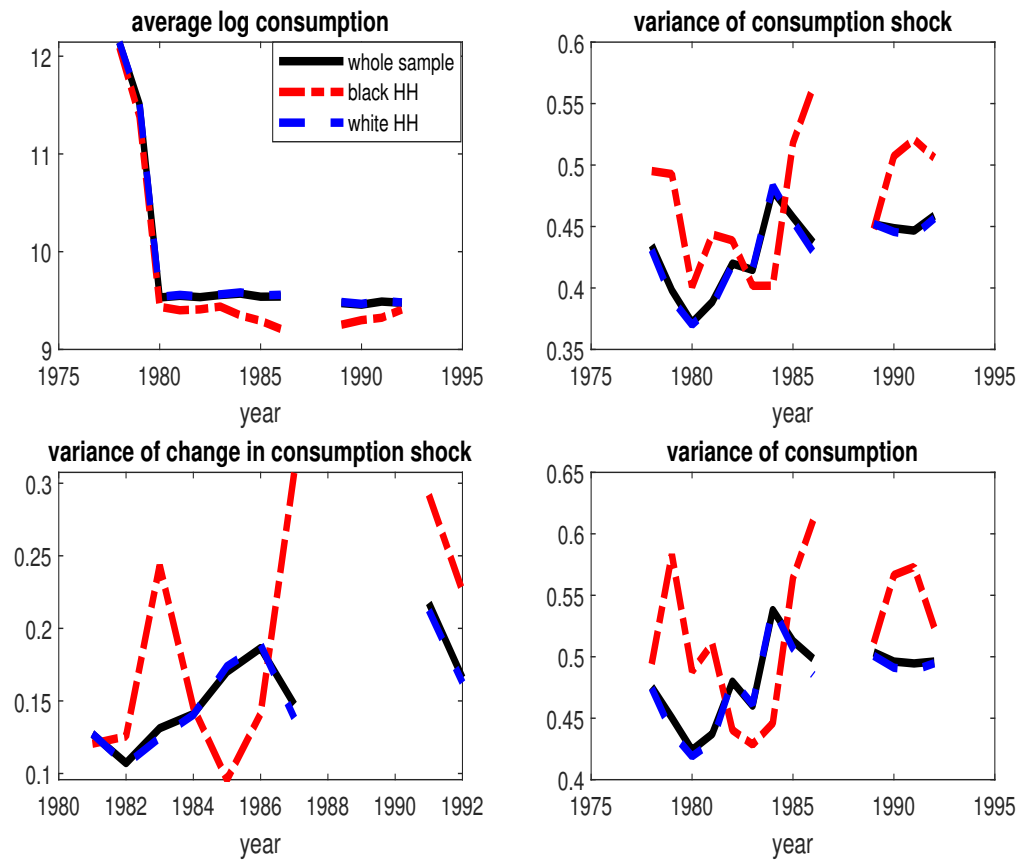 average log consumption
12
11
10
9
whole sample
black HH
white HH
1975 1980 1985 1990 1995
year
variance of consumption shock
0.6
0.55
0.5
0.45
0.4
0.35
1975 1980 1985 1990 1995
year
variance of change in consumption shock
0.3
0.25
0.2
0.15
0.1
1980 1982 1984 1986 1988 1990 1992
year
variance of consumption
0.65
0.6
0.55
0.5
0.45
0.4
1975 1980 1985 1990 1995
year